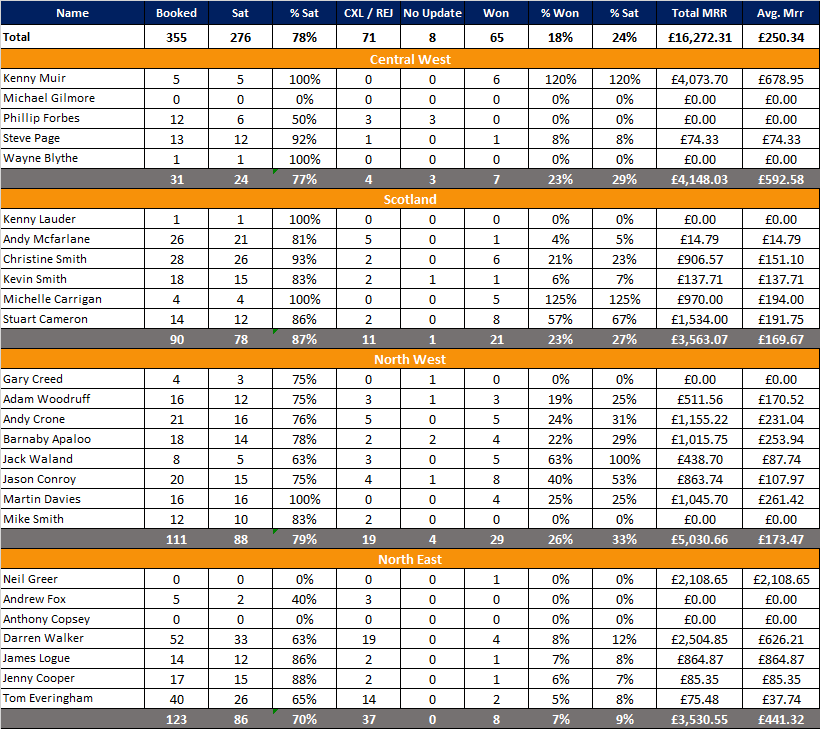 Name Booked Sat % Sat CXL / REJ No Update Won % Won % Sat Total MRR Avg. Mrr
Total 355 276 78% 71 8 65 18% 24% £16,272.31 £250.34
Central West
Kenny Muir 5 5 100% 0 0 6 120% 120% £4,073.70 £678.95
Michael Gilmore 0 0 0% 0 0 0 0% 0% £0.00 £0.00
Phillip Forbes 12 6 50% 3 3 0 0% 0% £0.00 £0.00
Steve Page 13 12 92% 1 0 1 8% 8% £74.33 £74.33
Wayne Blythe 1 1 100% 0 0 0 0% 0% £0.00 £0.00
31 24 77% 4 3 7 23% 29% £4,148.03 £592.58
Scotland
Kenny Lauder 1 1 100% 0 0 0 0% 0% £0.00 £0.00
Andy Mcfarlane 26 21 81% 5 0 1 4% 5% £14.79 £14.79
Christine Smith 28 26 93% 2 0 6 21% 23% £906.57 £151.10
Kevin Smith 18 15 83% 2 1 1 6% 7% £137.71 £137.71
Michelle Carrigan 4 4 100% 0 0 5 125% 125% £970.00 £194.00
Stuart Cameron 14 12 86% 2 0 8 57% 67% £1,534.00 £191.75
90 78 87% 11 1 21 23% 27% £3,563.07 £169.67
North West
Gary Creed 4 3 75% 0 1 0 0% 0% £0.00 £0.00
Adam Woodruff 16 12 75% 3 1 3 19% 25% £511.56 £170.52
Andy Crone 21 16 76% 5 0 5 24% 31% £1,155.22 £231.04
Barnaby Apaloo 18 14 78% 2 2 4 22% 29% £1,015.75 £253.94
Jack Waland 8 5 63% 3 0 5 63% 100% £438.70 £87.74
Jason Conroy 20 15 75% 4 1 8 40% 53% £863.74 £107.97
Martin Davies 16 16 100% 0 0 4 25% 25% £1,045.70 £261.42
Mike Smith 12 10 83% 2 0 0 0% 0% £0.00 £0.00
111 88 79% 19 4 29 26% 33% £5,030.66 £173.47
North East
Neil Greer 0 0 0% 0 0 1 0% 0% £2,108.65 £2,108.65
Andrew Fox 5 2 40% 3 0 0 0% 0% £0.00 £0.00
Anthony Copsey 0 0 0% 0 0 0 0% 0% £0.00 £0.00
Darren Walker 52 33 63% 19 0 4 8% 12% £2,504.85 £626.21
James Logue 14 12 86% 2 0 1 7% 8% £864.87 £864.87
Jenny Cooper 17 15 88% 2 0 1 6% 7% £85.35 £85.35
Tom Everingham 40 26 65% 14 0 2 5% 8% £75.48 £37.74
123 86 70% 37 0 8 7% 9% £3,530.55 £441.32